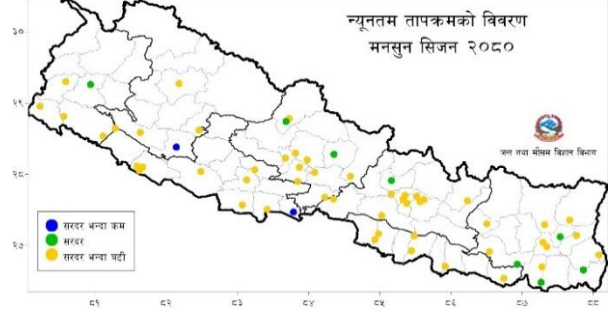 न्यूनतम तापक्रमको विवरण
मनसुन सिजन २०८०
जल तथा मौसम विज्ञान विभाग
३०
२९
२८
२७
सरदर भन्दा कम
सरदर
सरदर भन्दा बढी
८१
८२
८३
८४
८५
८६
८७
८८